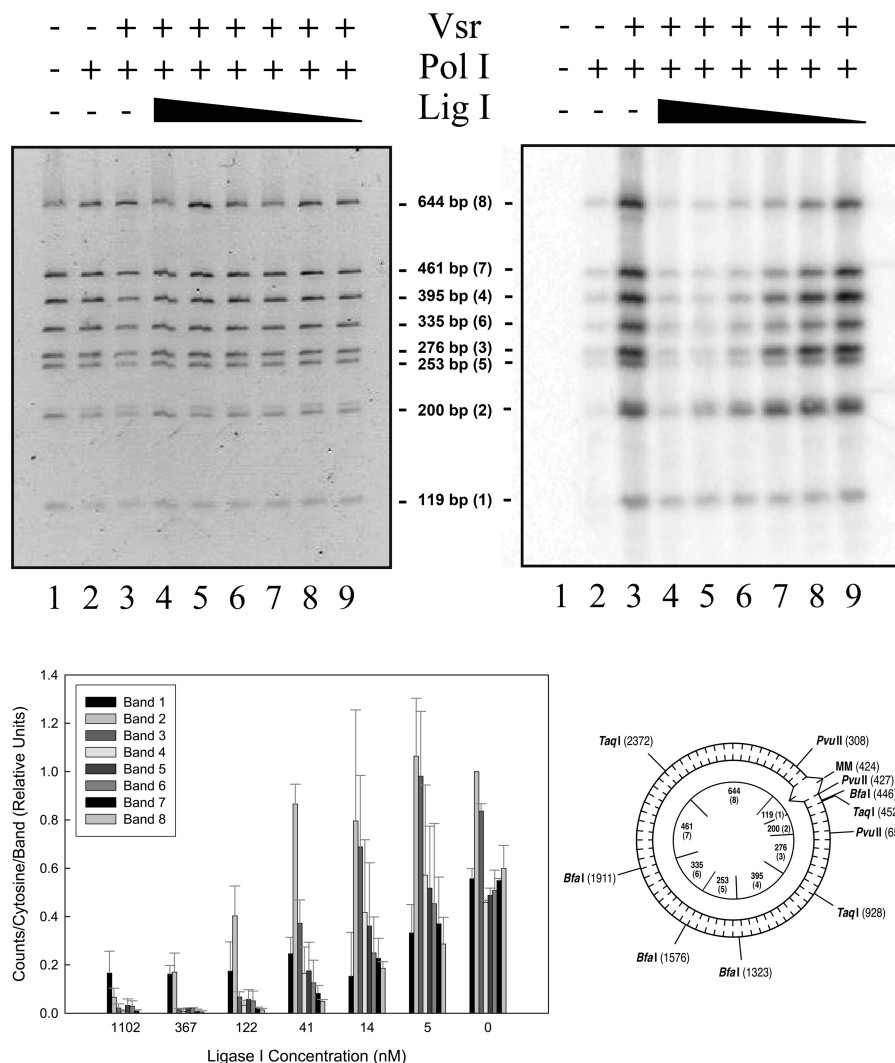 - - + + + + + + + Vsr - - + + + + + + +
- + + + + + + + + Pol I - + + + + + + + +
- - - Lig I - - -
- 644 bp (8) -
- 461 bp (7) -
- 395 bp (4) -
- 335 bp (6) -
- 276 bp (3) -
- 253 bp (5) -
- 200 bp (2) -
- 119 bp (1) -
1 2 3 4 5 6 7 8 9 1 2 3 4 5 6 7 8 9
Counts/Cytosine/Band (Relative Units)
1.4
1.2
1.0
0.8
0.6
0.4
0.2
0.0
Band 1
Band 2
Band 3
Band 4
Band 5
Band 6
Band 7
Band 8
1102 367 122 41 14 5 0
Ligase I Concentration (nM)
TaqI (2372)
PvuII (308)
MM (424)
PvuII (427)
BfaI (446)
TaqI (452
PvuII (65
TaqI (928)
BfaI (1323)
BfaI (1576)
BfaI (1911)
644
(8)
119 (1)
200 (2)
276
(3)
395
(4)
253
(5)
335
(6)
461
(7)